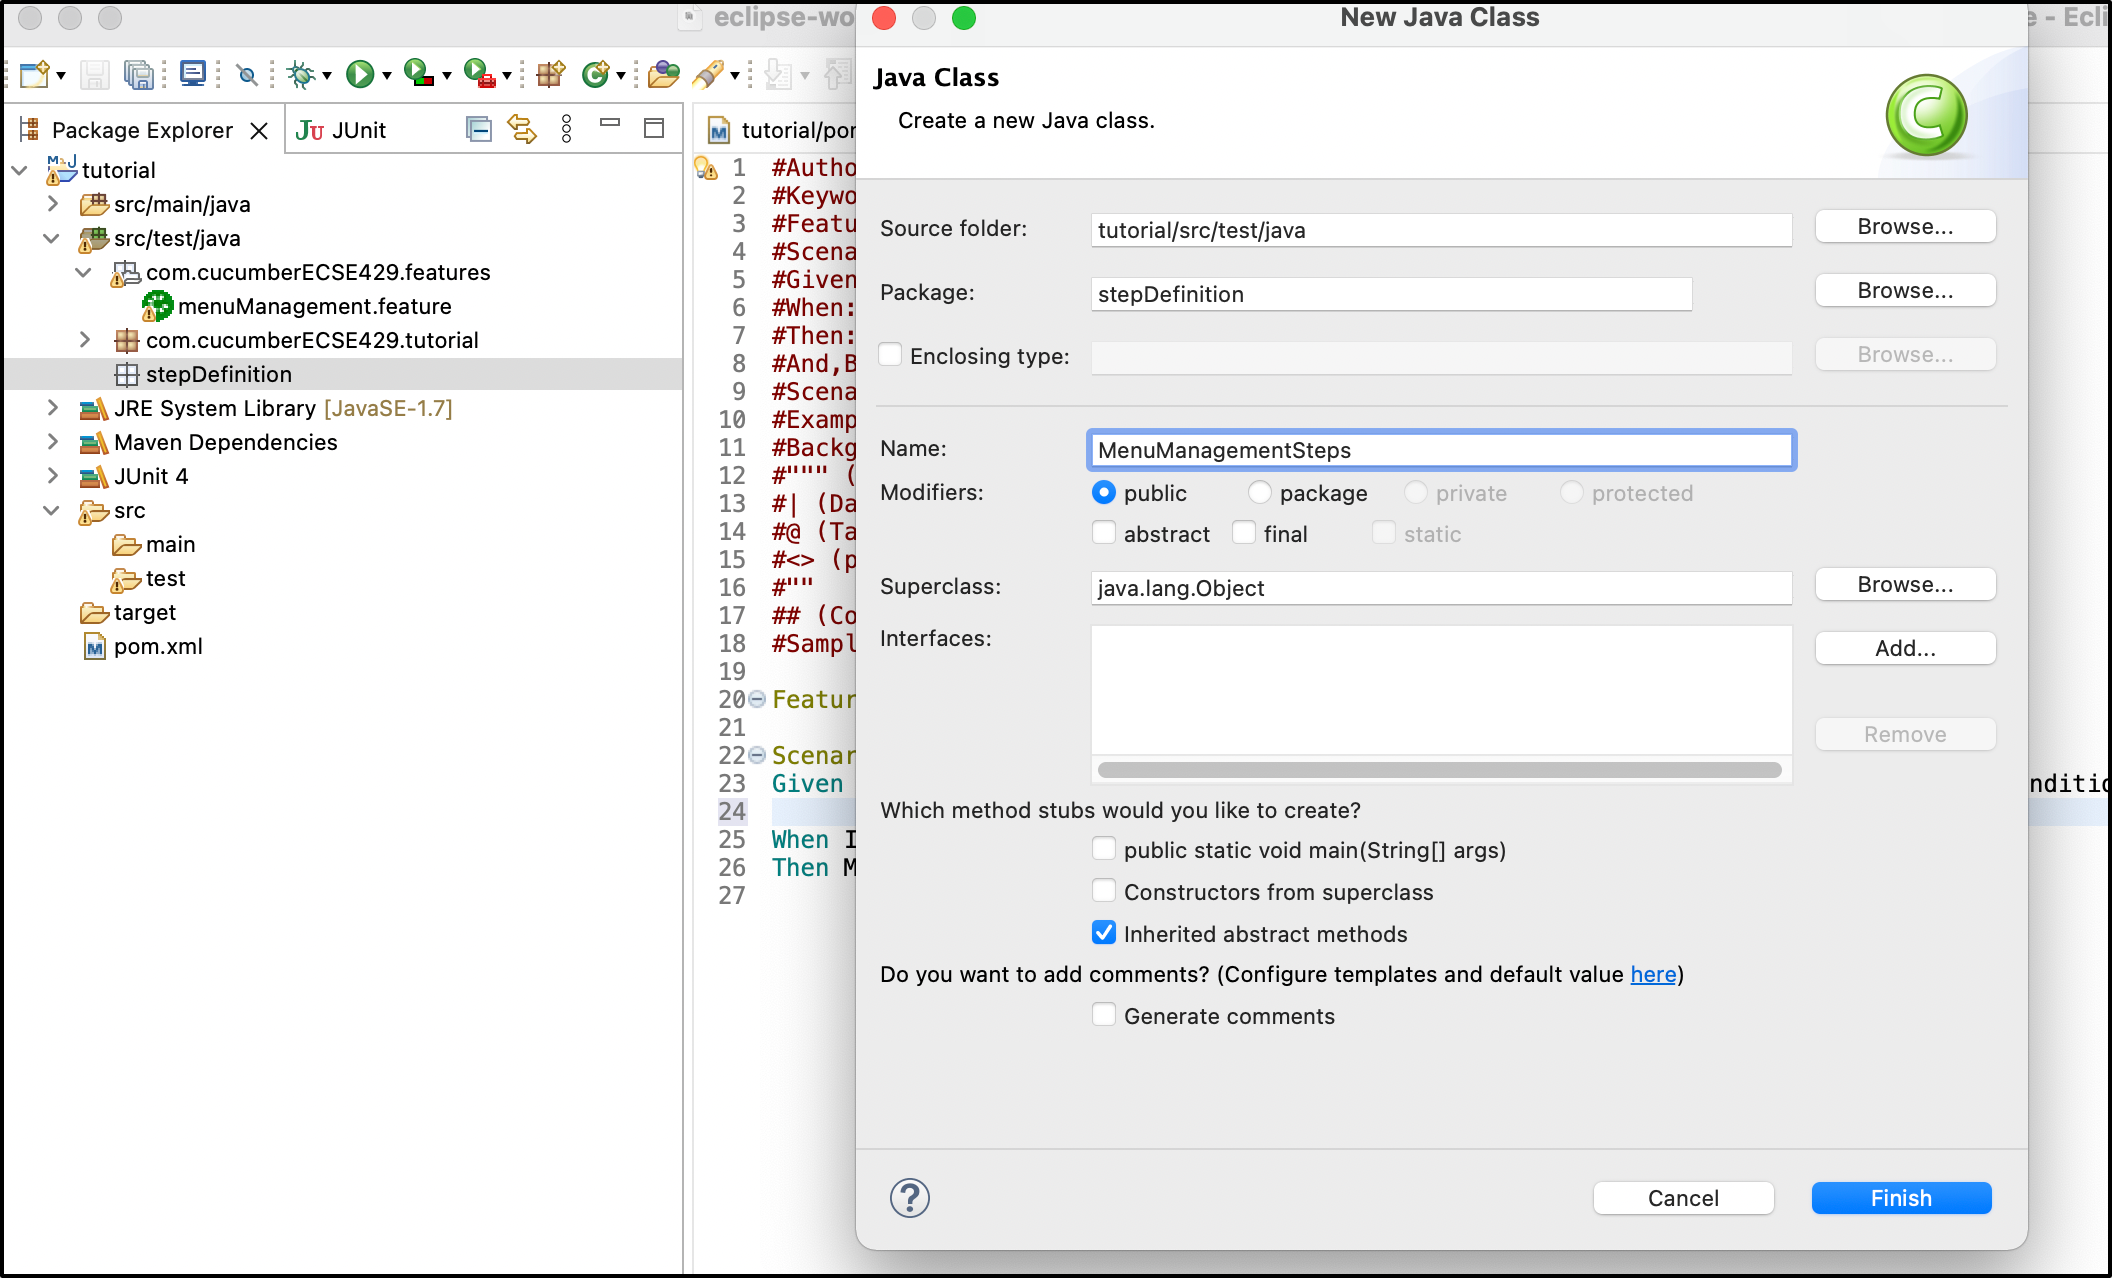 eclipse-wo
New Java Class
e - Ecli
Package Explorer
JUnit
tutorial
src/main/java
src/test/java
com.cucumberECSE429.features
menuManagement.feature
com.cucumberECSE429.tutorial
stepDefinition
JRE System Library [JavaSE-1.7]
Maven Dependencies
JUnit 4
src
main
test
target
pom.xml
tutorial/por
1 #Autho
2 #Keywo
3 #Featu
4 #Scena
5 #Given
6 #When:
7 #Then:
8 #And,B
9 #Scena
10 #Examp
11 #Backg
12 #""" (
13 #| (Da
14 #@ (Ta
15 #<> (p
16 #""
17 ## (Co
18 #Sampl
19
20 Featur
21
22 Scenar
23 Given
24
25 When I
26 Then M
27
nditio
Java Class
Create a new Java class.
Source folder: tutorial/src/test/java Browse...
Package: stepDefinition Browse...
Enclosing type: Browse...
Name: MenuManagementSteps
Modifiers: public package private protected
abstract final static
Superclass: java.lang.Object Browse...
Interfaces: Add...
Remove
Which method stubs would you like to create?
public static void main(String[] args)
Constructors from superclass
Inherited abstract methods
Do you want to add comments? (Configure templates and default value here)
Generate comments
?
Cancel Finish